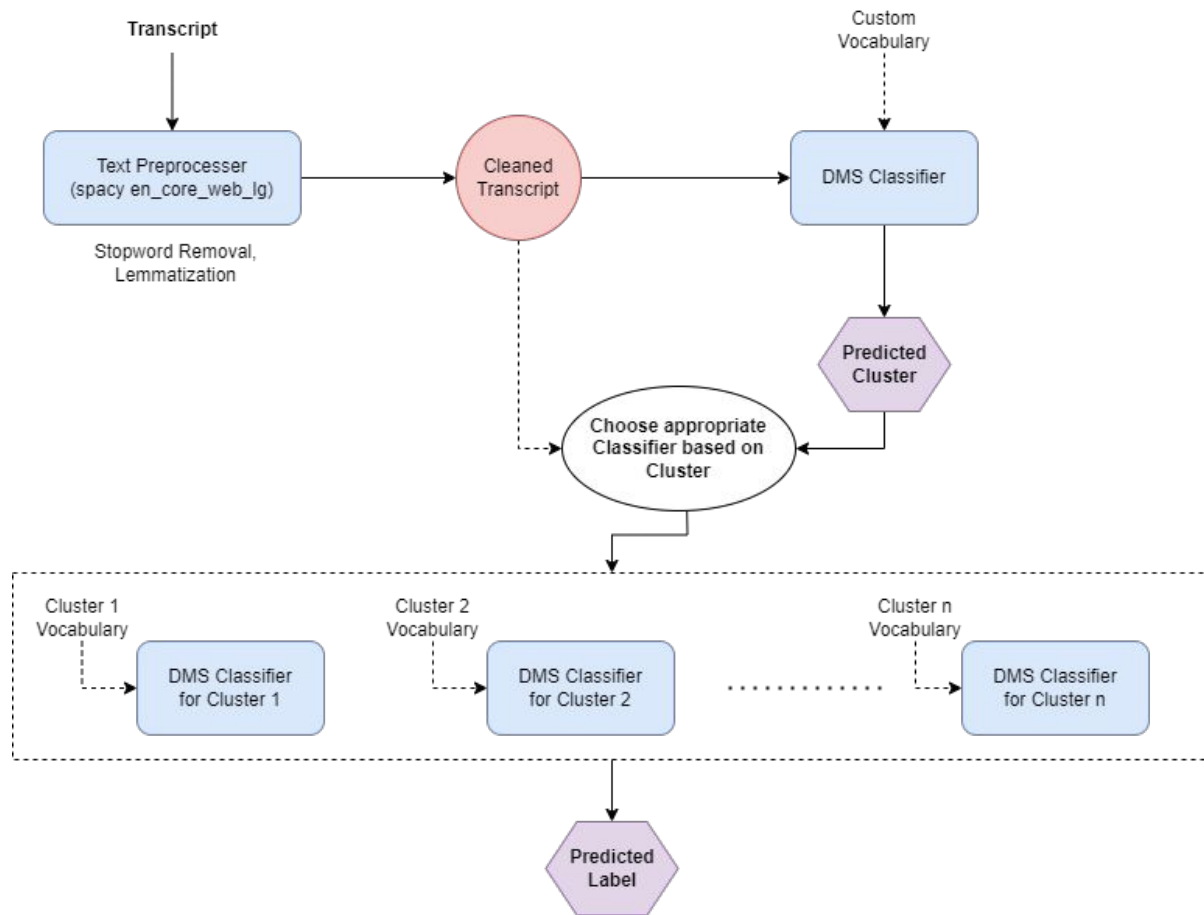 Transcript
Custom
Vocabulary
Text Preprocesser
(spacy en_core_web_lg)
Cleaned
Transcript
DMS Classifier
Stopword Removal,
Lemmatization
Predicted
Cluster
Choose appropriate
Classifier based on
Cluster
Cluster 1
Vocabulary
DMS Classifier
for Cluster 1
Cluster 2
Vocabulary
DMS Classifier
for Cluster 2
Cluster n
Vocabulary
DMS Classifier
for Cluster n
Predicted
Label